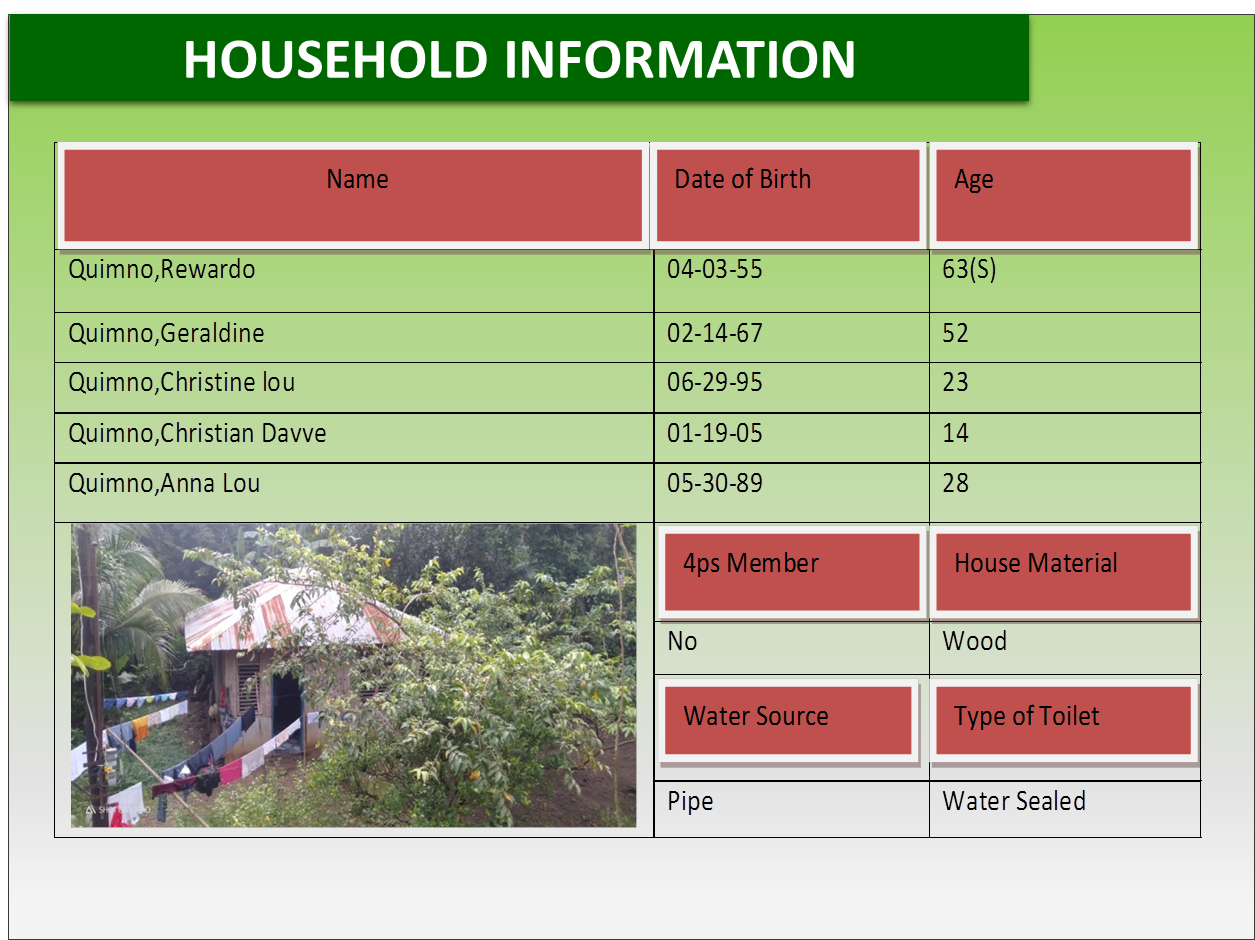 HOUSEHOLD INFORMATION
Name Date of Birth Age
Quimno,Rewardo 04-03-55 63(S)
Quimno,Geraldine 02-14-67 52
Quimno,Christine lou 06-29-95 23
Quimno,Christian Davve 01-19-05 14
Quimno,Anna Lou 05-30-89 28
4ps Member House Material
No Wood
Water Source Type of Toilet
Pipe Water Sealed